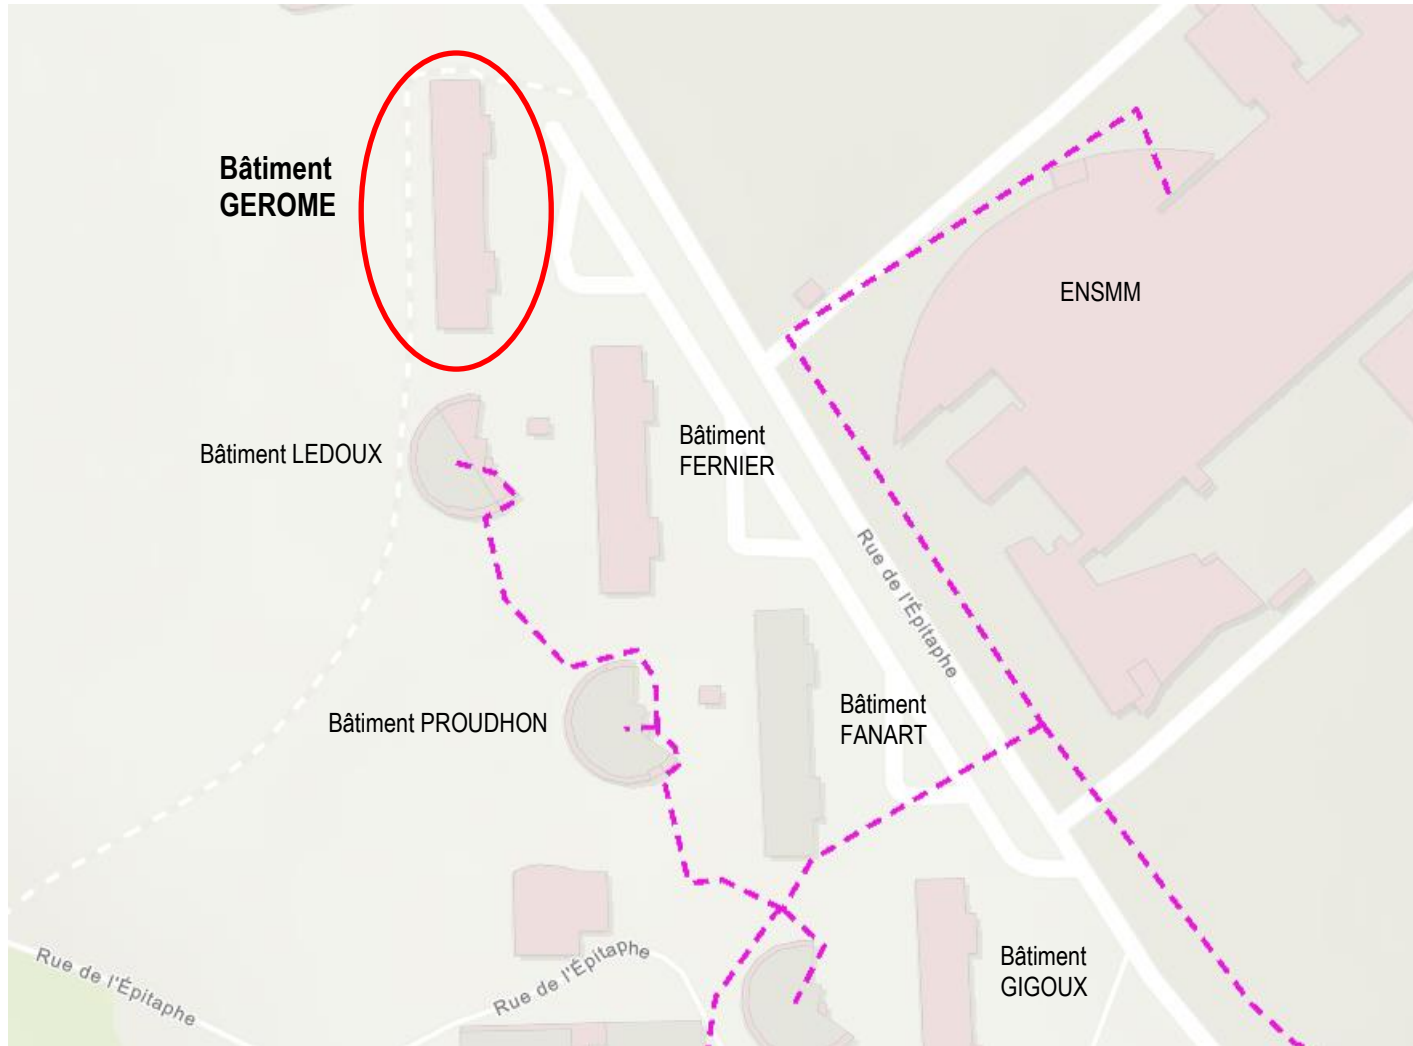 Bâtiment
GEROME
ENSMM
Bâtiment LEDOUX
Bâtiment
FERNIER
Rue de l'Épitaphe
Bâtiment PROUDHON
Bâtiment
FANART
Rue de l'Épitaphe
Rue de l'Épitaphe
Bâtiment
GIGOUX